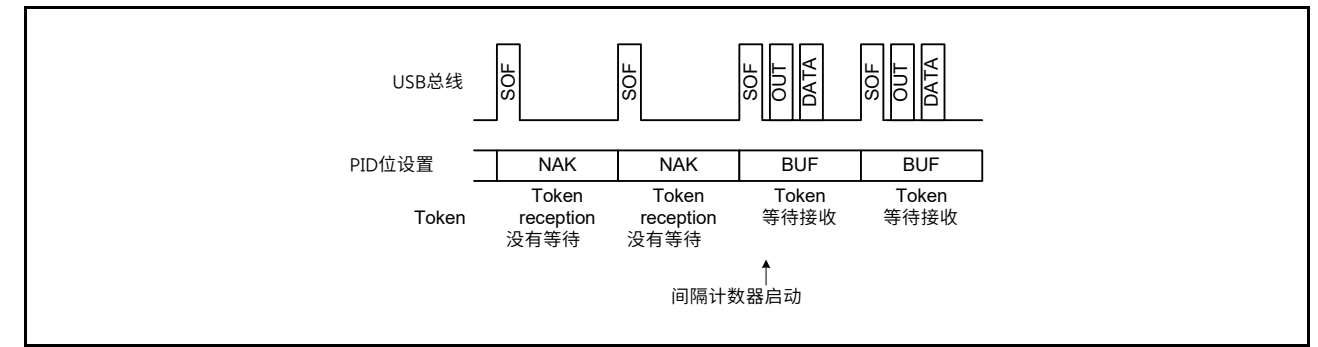 USB总线
SOF
SOF
SOF
OUT
DATA
SOF
OUT
DATA
PID位设置
NAK
NAK
BUF
BUF
Token
Token
reception
没有等待
Token
reception
没有等待
Token
等待接收
Token
等待接收
间隔计数器启动